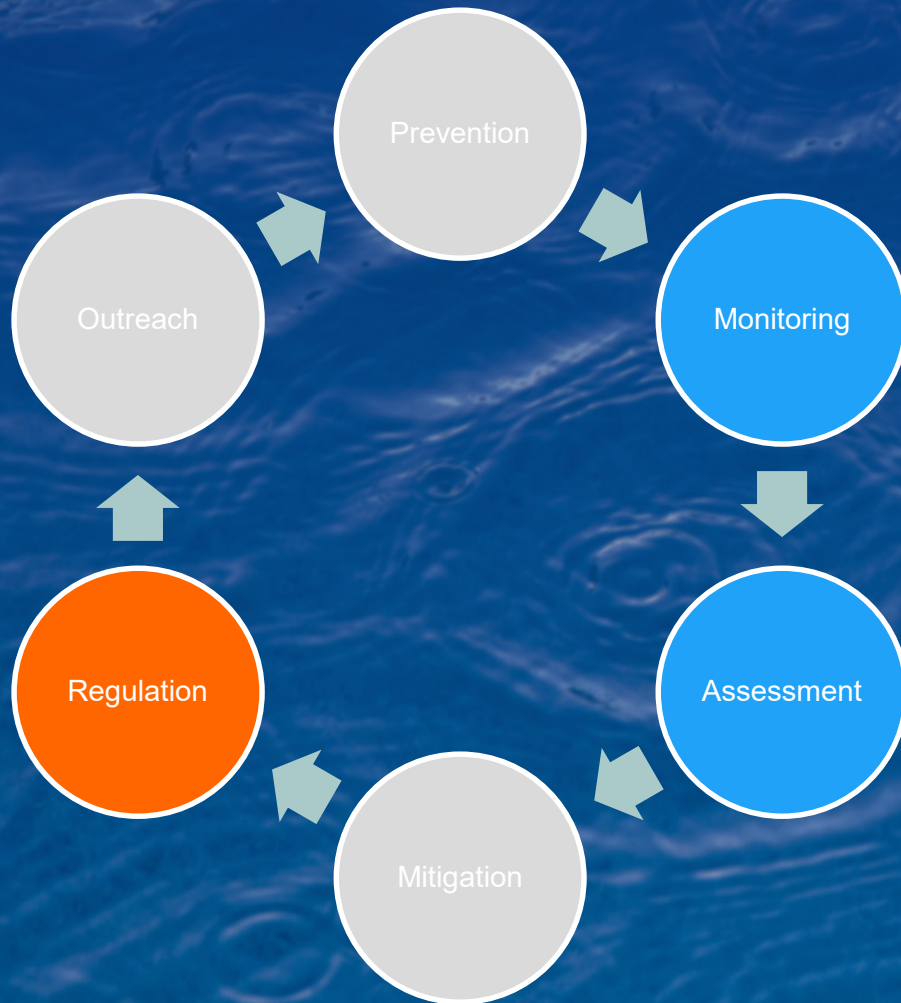 Prevention
Monitoring
Assessment
Mitigation
Regulation
Outreach